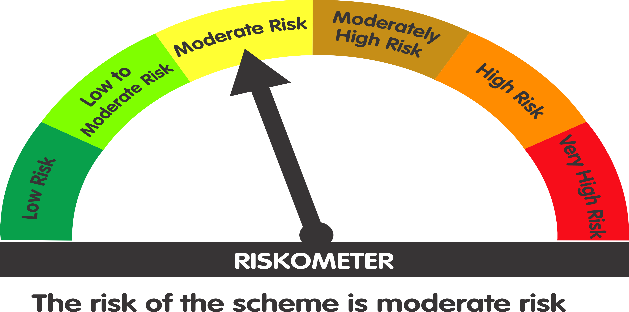 Low Risk
Low to
Moderate Risk
Moderate Risk
Moderately
High Risk
High Risk
Very High Risk
RISKOMETER
The risk of the scheme is moderate risk